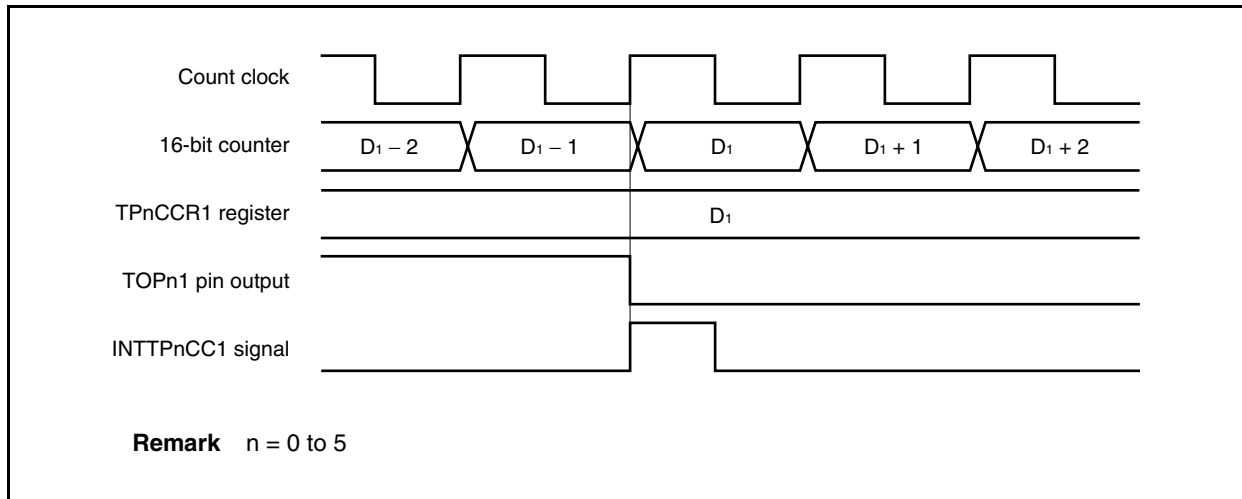 Count clock
16-bit counter
D₁ − 2 D₁ − 1 D₁ D₁ + 1 D₁ + 2
TPnCCR1 register
D₁
TOPn1 pin output
INTTPnCC1 signal
Remark n = 0 to 5